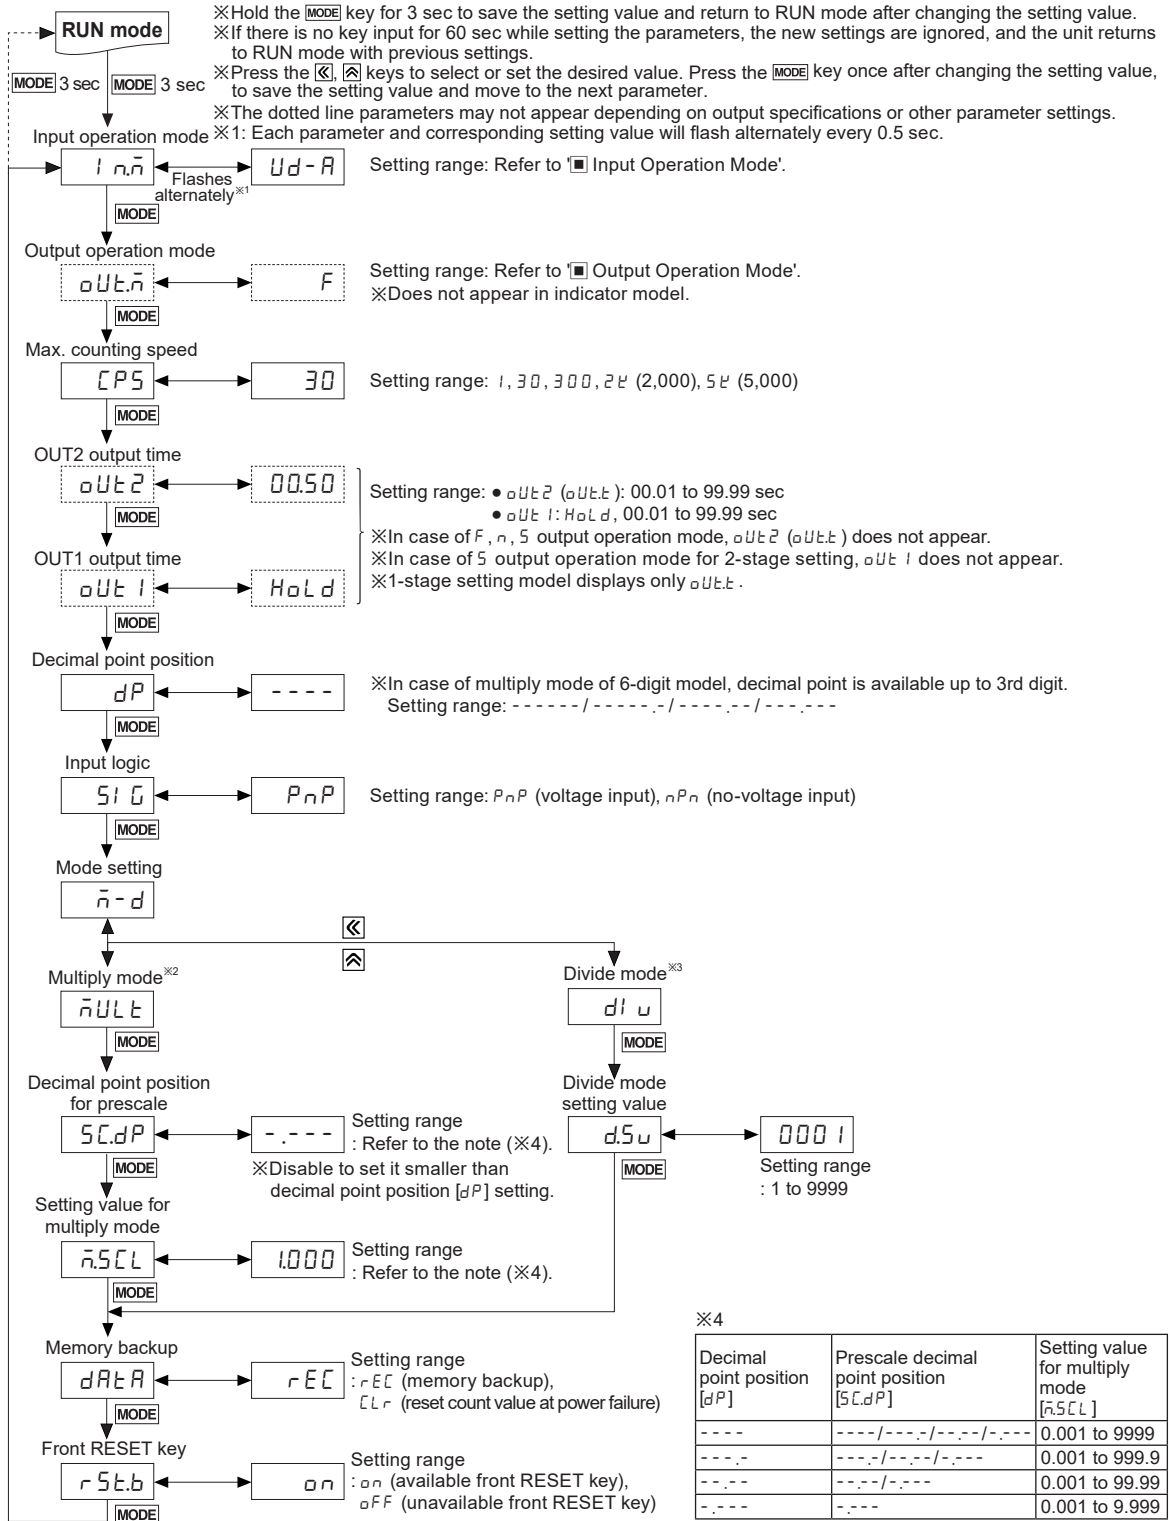 RUN mode
※Hold the MODE key for 3 sec to save the setting value and return to RUN mode after changing the setting value.
※If there is no key input for 60 sec while setting the parameters, the new settings are ignored, and the unit returns
to RUN mode with previous settings.
※Press the «, ︽ keys to select or set the desired value. Press the MODE key once after changing the setting value,
to save the setting value and move to the next parameter.
※The dotted line parameters may not appear depending on output specifications or other parameter settings.
※1: Each parameter and corresponding setting value will flash alternately every 0.5 sec.
MODE 3 sec MODE 3 sec
Input operation mode
In.m̄
Flashes
alternately※1
Ud-A
Setting range: Refer to '▣ Input Operation Mode'.
MODE
Output operation mode
oUt.m̄
F
Setting range: Refer to '▣ Output Operation Mode'.
※Does not appear in indicator model.
MODE
Max. counting speed
CPS
30
Setting range: 1, 30, 300, 2k (2,000), 5k (5,000)
MODE
OUT2 output time
oUt2
00.50
Setting range: ● oUt2 (oUt.t): 00.01 to 99.99 sec
● oUt1: HoLd, 00.01 to 99.99 sec
MODE
※In case of F, n, S output operation mode, oUt2 (oUt.t) does not appear.
※In case of S output operation mode for 2-stage setting, oUt1 does not appear.
※1-stage setting model displays only oUt.t.
OUT1 output time
oUt1
HoLd
MODE
Decimal point position
dP
----
※In case of multiply mode of 6-digit model, decimal point is available up to 3rd digit.
Setting range: ------/-----.-/----.--/---.---
MODE
Input logic
SIG
PnP
Setting range: PnP (voltage input), nPn (no-voltage input)
MODE
Mode setting
m̄-d
«
︽
Multiply mode※2
m̄ULt
MODE
Divide mode※3
dIv
MODE
Decimal point position
for prescale
SC.dP
-.---
Setting range
: Refer to the note (※4).
※Disable to set it smaller than
decimal point position [dP] setting.
MODE
Divide mode
setting value
d.Sv
0001
MODE
Setting range
: 1 to 9999
Setting value for
multiply mode
m̄.SCL
1.000
Setting range
: Refer to the note (※4).
MODE
Memory backup
dAtA
rEC
Setting range
: rEC (memory backup),
CLr (reset count value at power failure)
MODE
Front RESET key
rSt.b
on
Setting range
: on (available front RESET key),
oFF (unavailable front RESET key)
MODE
※4
Decimal
point position
[dP]
Prescale decimal
point position
[SC.dP]
Setting value
for multiply
mode
[m̄.SCL]
---- ----/---.-/--.--/-.--- 0.001 to 9999
---.- ---.-/--.--/-.--- 0.001 to 999.9
--.-- --.--/-.--- 0.001 to 99.99
-.--- -.--- 0.001 to 9.999